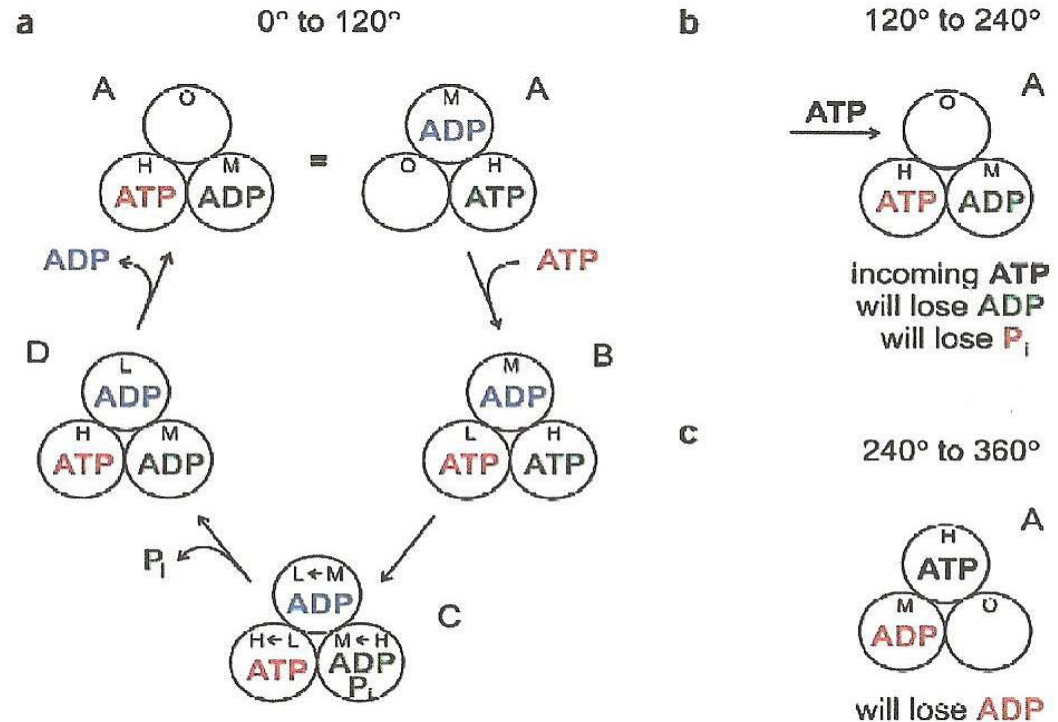 a
0° to 120°
A
O
H
M
ATP
ADP
=
M
A
ADP
O
H
ATP
ADP
ATP
D
L
ADP
H
M
ATP
ADP
M
B
ADP
L
H
ATP
ATP
Pi
L←M
ADP
C
H←L
M←H
ATP
ADP
Pi
b
120° to 240°
A
ATP
O
H
M
ATP
ADP
incoming ATP
will lose ADP
will lose Pi
c
240° to 360°
A
H
ATP
M
O
ADP
will lose ADP